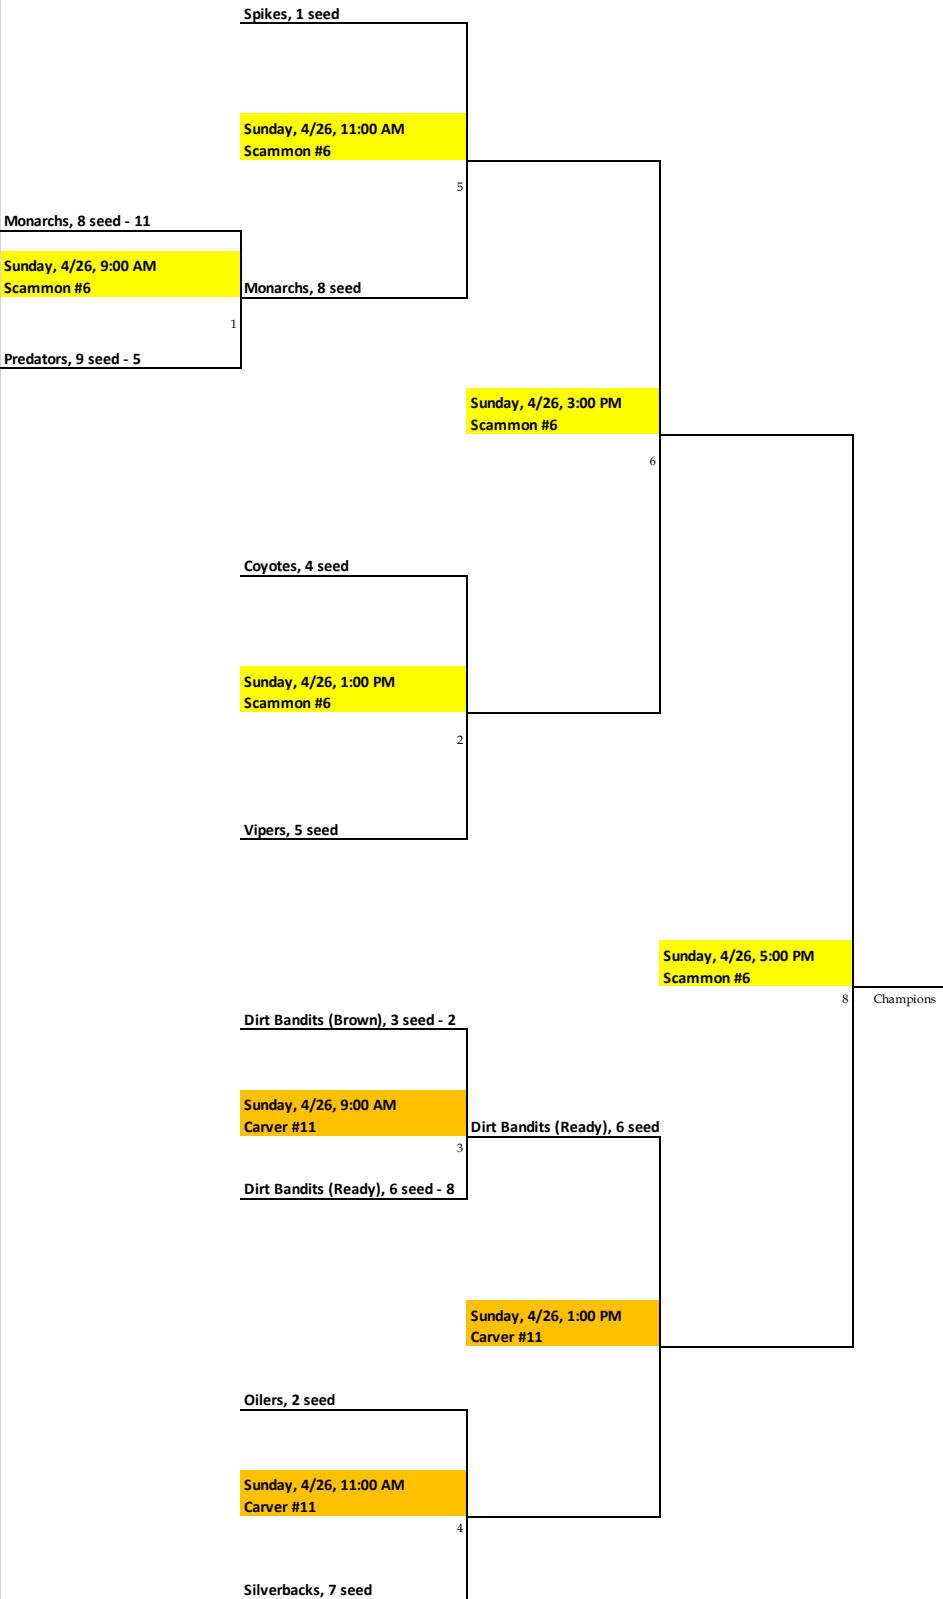 Spikes, 1 seed
Sunday, 4/26, 11:00 AM
Scammon #6
5
Monarchs, 8 seed - 11
Sunday, 4/26, 9:00 AM
Scammon #6
Monarchs, 8 seed
1
Predators, 9 seed - 5
Sunday, 4/26, 3:00 PM
Scammon #6
6
Coyotes, 4 seed
Sunday, 4/26, 1:00 PM
Scammon #6
2
Vipers, 5 seed
Sunday, 4/26, 5:00 PM
Scammon #6
8
Champions
Dirt Bandits (Brown), 3 seed - 2
Sunday, 4/26, 9:00 AM
Carver #11
Dirt Bandits (Ready), 6 seed
3
Dirt Bandits (Ready), 6 seed - 8
Sunday, 4/26, 1:00 PM
Carver #11
Oilers, 2 seed
Sunday, 4/26, 11:00 AM
Carver #11
4
Silverbacks, 7 seed